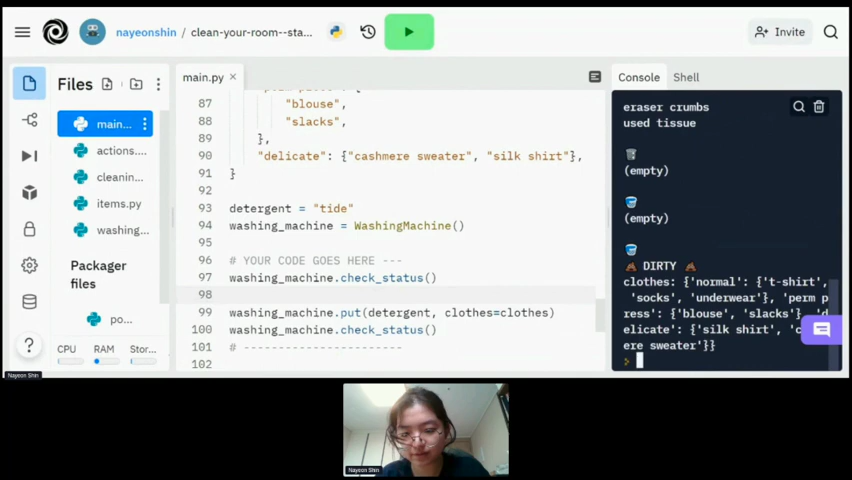 nayeonshin / clean-your-room--sta...
Invite
Files
main...
actions....
cleanin...
items.py
washing...
Packager
files
po...
CPU RAM Stor...
main.py
87 "blouse",
88 "slacks",
89 },
90 "delicate": {"cashmere sweater", "silk shirt"},
91 }
92
93 detergent = "tide"
94 washing_machine = WashingMachine()
95
96 # YOUR CODE GOES HERE ---
97 washing_machine.check_status()
98
99 washing_machine.put(detergent, clothes=clothes)
100 washing_machine.check_status()
101 # -----------------------
102
Console Shell
eraser crumbs
used tissue
(empty)
(empty)
DIRTY
clothes: {'normal': {'t-shirt',
'socks', 'underwear'}, 'perm p
ress': {'blouse', 'slacks'}, 'd
elicate': {'silk shirt', 'c
ere sweater'}}
>
Nayeon Shin
Nayeon Shin